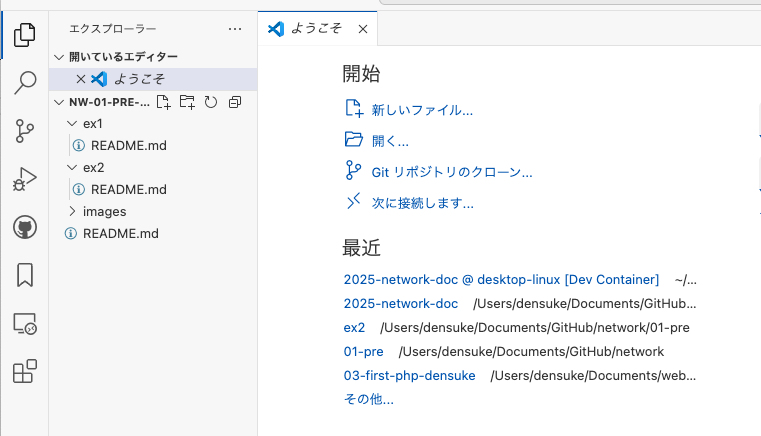 エクスプローラー
開いているエディター
ようこそ
NW-01-PRE-...
ex1
README.md
ex2
README.md
images
README.md
ようこそ
開始
新しいファイル...
開く...
Git リポジトリのクローン...
次に接続します...
最近
2025-network-doc @ desktop-linux [Dev Container] ~/...
2025-network-doc /Users/densuke/Documents/GitHub...
ex2 /Users/densuke/Documents/GitHub/network/01-pre
01-pre /Users/densuke/Documents/GitHub/network
03-first-php-densuke /Users/densuke/Documents/web...
その他...